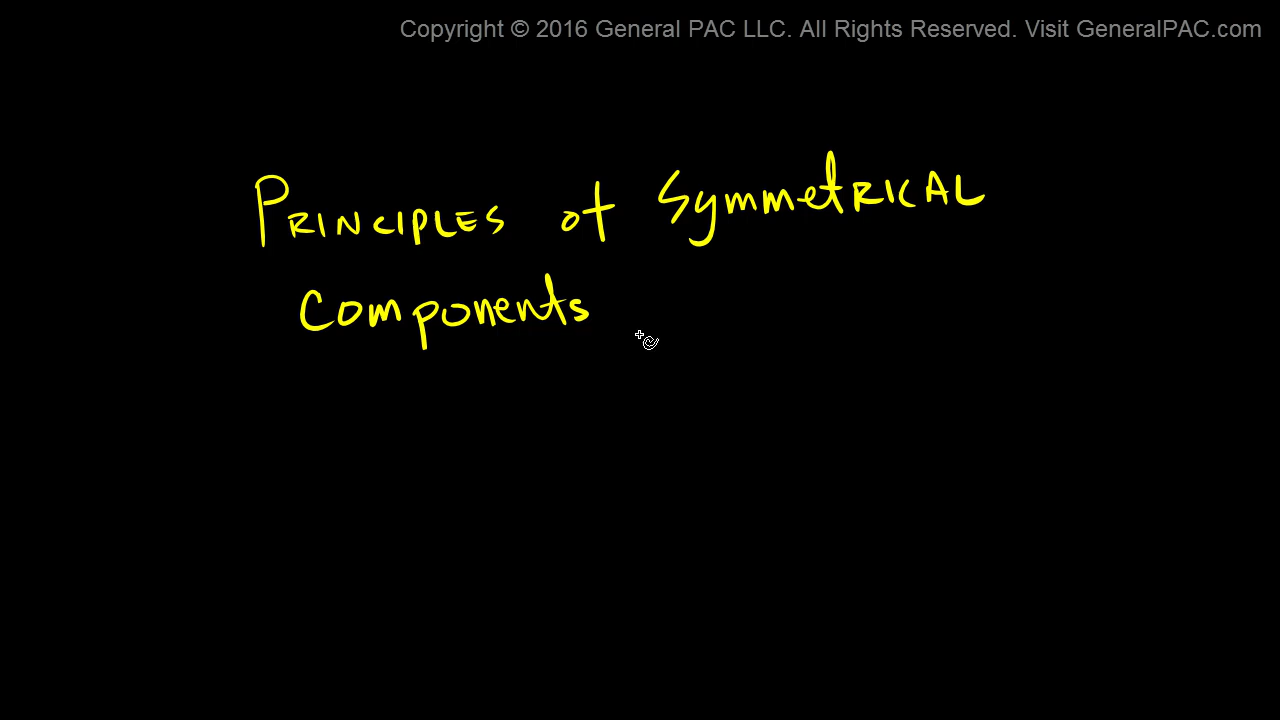 Copyright © 2016 General PAC LLC. All Rights Reserved. Visit GeneralPAC.com
PRINCIPLES of SymmetRICAL
Components